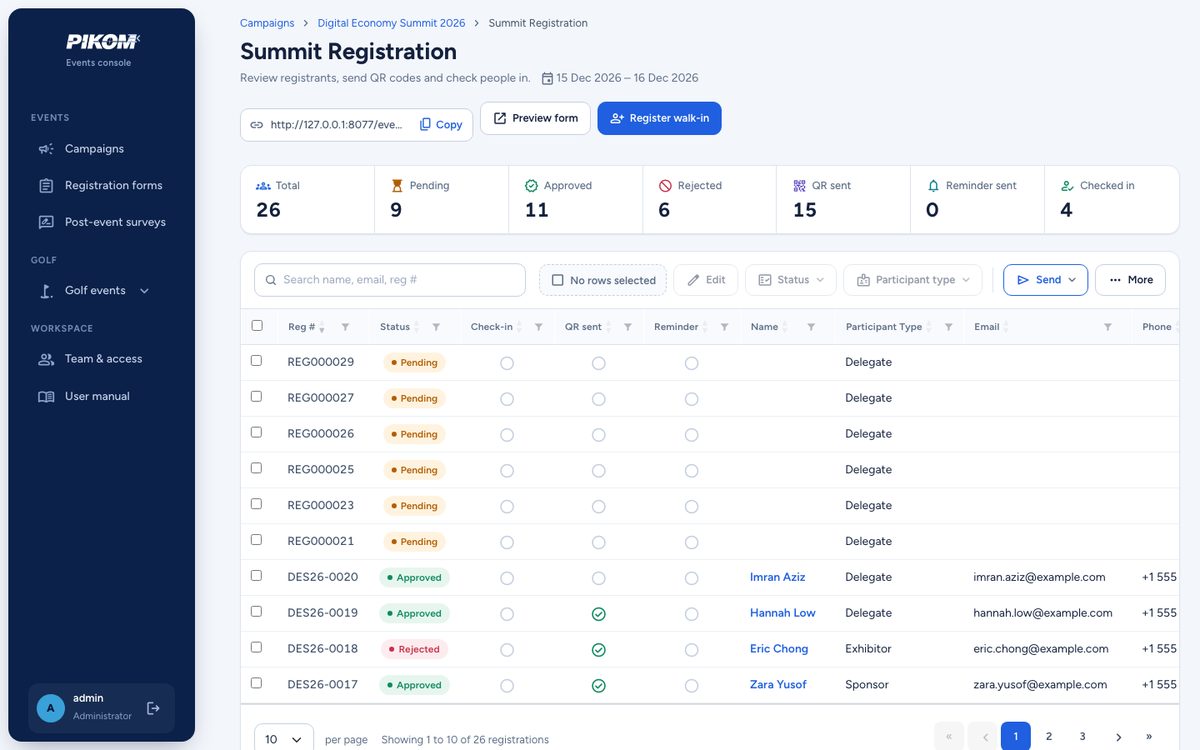 PIKOM
Events console
EVENTS
Campaigns
Registration forms
Post-event surveys
GOLF
Golf events
WORKSPACE
Team & access
User manual
A
admin
Administrator
Campaigns > Digital Economy Summit 2026 > Summit Registration
Summit Registration
Review registrants, send QR codes and check people in. 15 Dec 2026 – 16 Dec 2026
http://127.0.0.1:8077/eve... Copy Preview form Register walk-in
Total Pending Approved Rejected QR sent Reminder sent Checked in
26 9 11 6 15 0 4
Search name, email, reg # No rows selected Edit Status Participant type Send More
Reg # Status Check-in QR sent Reminder Name Participant Type Email Phone
REG000029 Pending Delegate
REG000027 Pending Delegate
REG000026 Pending Delegate
REG000025 Pending Delegate
REG000023 Pending Delegate
REG000021 Pending Delegate
DES26-0020 Approved Imran Aziz Delegate imran.aziz@example.com +1 555
DES26-0019 Approved Hannah Low Delegate hannah.low@example.com +1 555
DES26-0018 Rejected Eric Chong Exhibitor eric.chong@example.com +1 555
DES26-0017 Approved Zara Yusof Sponsor zara.yusof@example.com +1 555
10 per page Showing 1 to 10 of 26 registrations « ‹ 1 2 3 › »